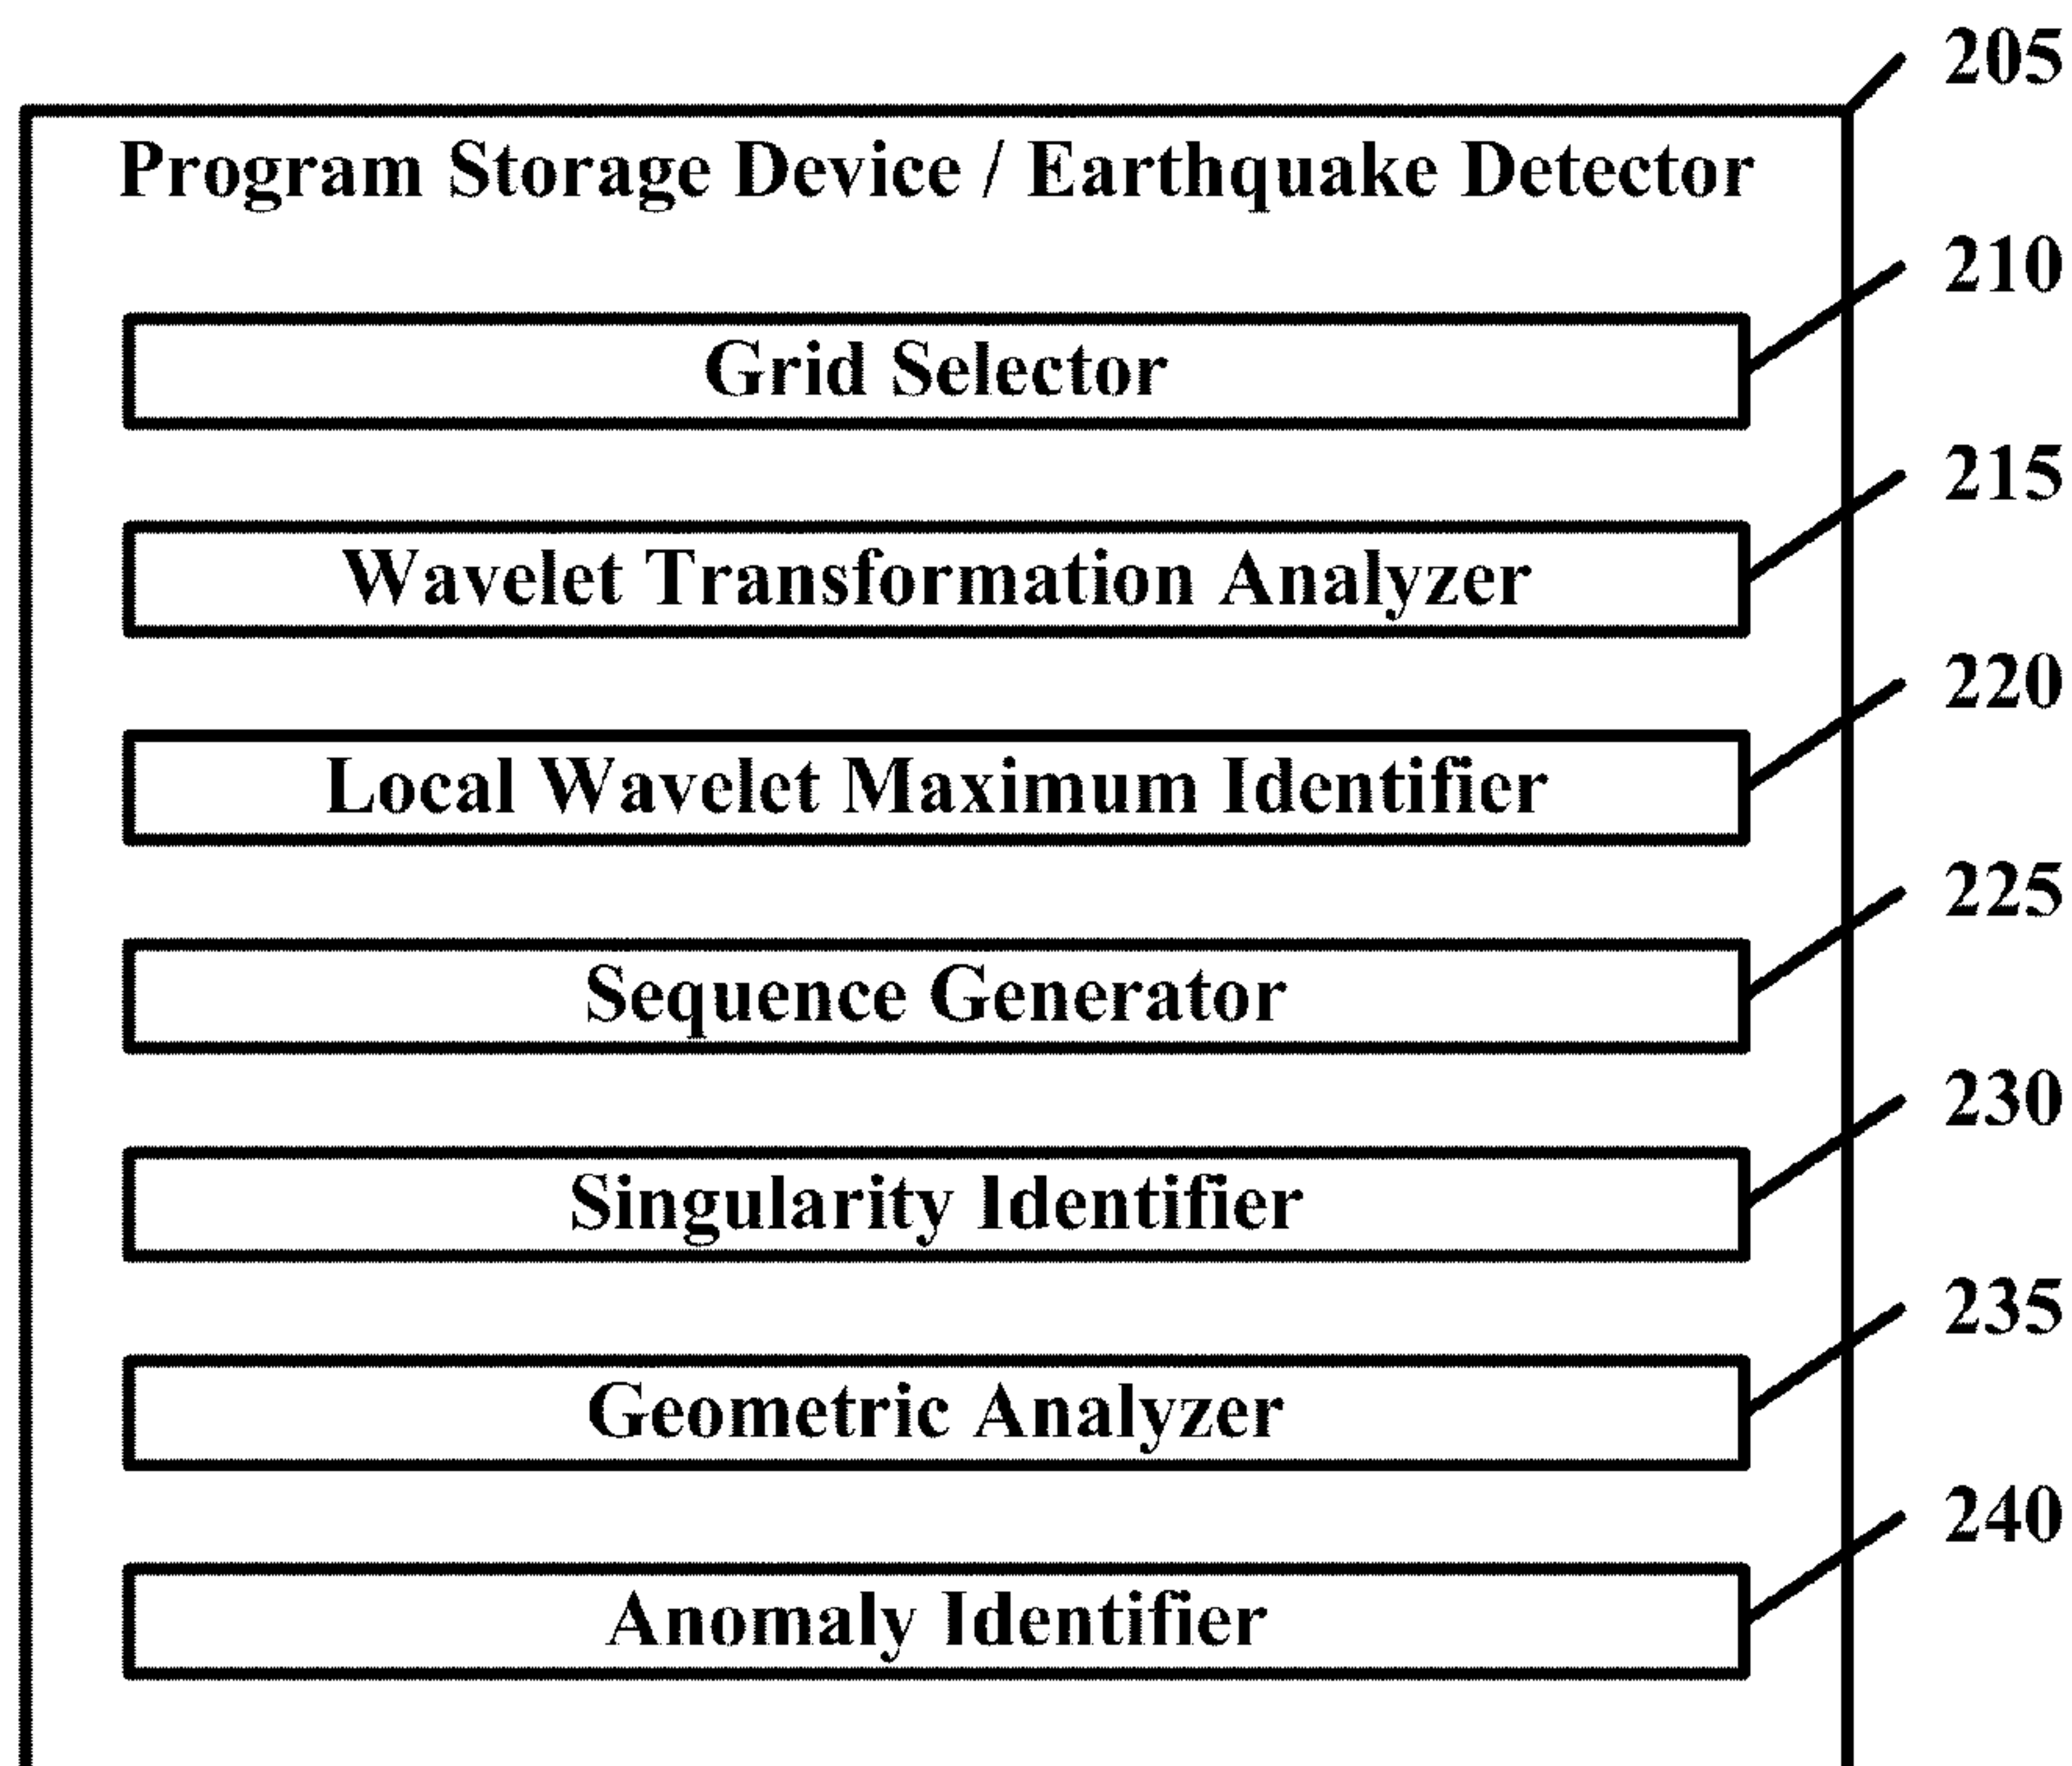 205
Program Storage Device / Earthquake Detector
210
Grid Selector
215
Wavelet Transformation Analyzer
220
Local Wavelet Maximum Identifier
225
Sequence Generator
230
Singularity Identifier
235
Geometric Analyzer
240
Anomaly Identifier